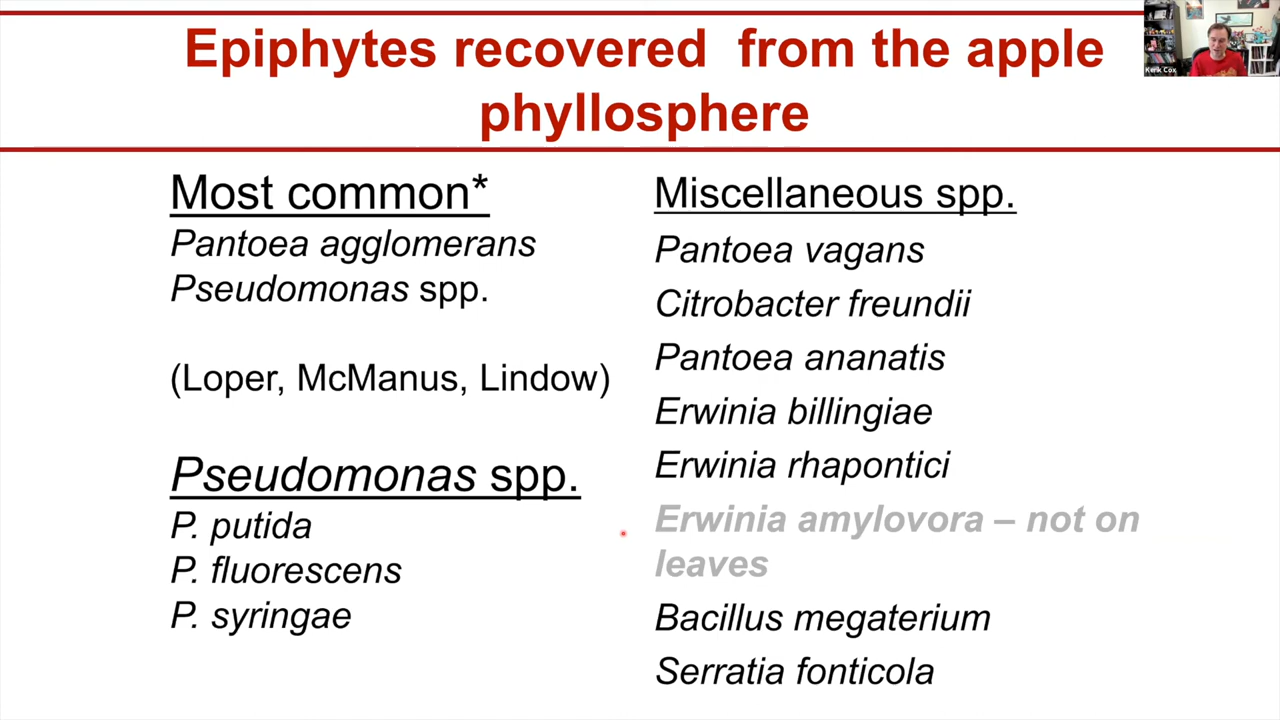 Epiphytes recovered from the apple
phyllosphere
Kerik Cox
Most common*
Pantoea agglomerans
Pseudomonas spp.
(Loper, McManus, Lindow)
Pseudomonas spp.
P. putida
P. fluorescens
P. syringae
Miscellaneous spp.
Pantoea vagans
Citrobacter freundii
Pantoea ananatis
Erwinia billingiae
Erwinia rhapontici
Erwinia amylovora – not on
leaves
Bacillus megaterium
Serratia fonticola